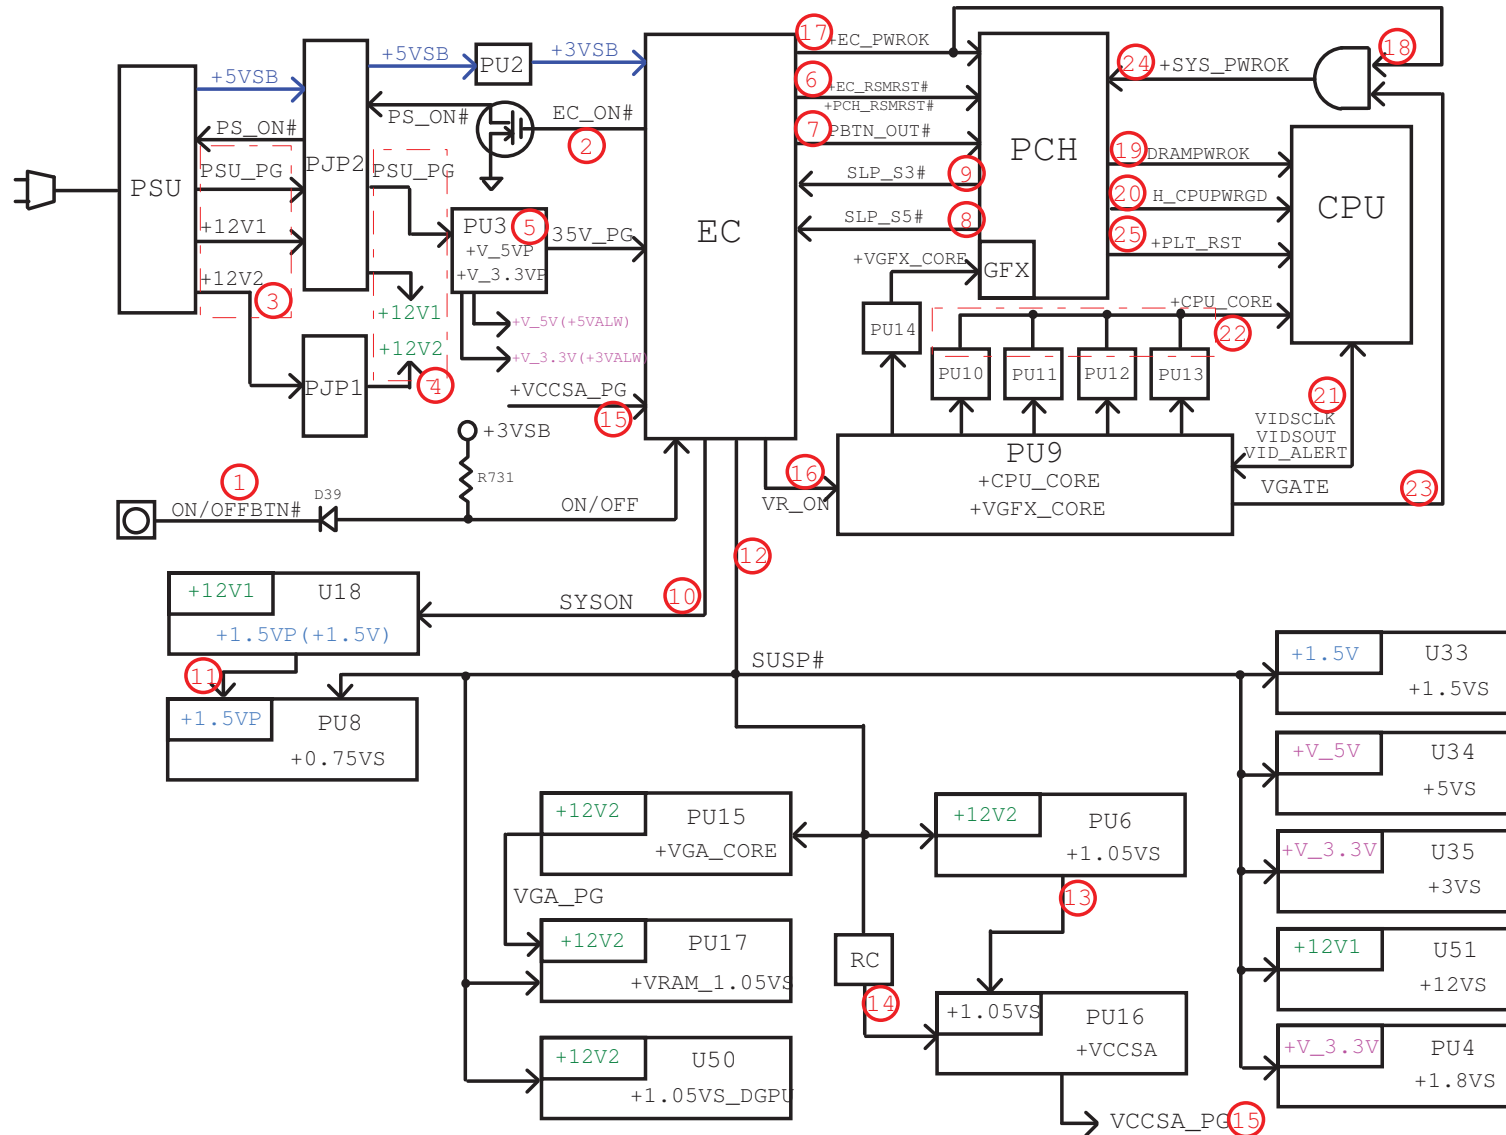 17
+EC_PWROK
18
+5VSB
+5VSB
PU2
+3VSB
24
+SYS_PWROK
6
+EC_RSMRST#
+PCH_RSMRST#
PS_ON#
PS_ON#
EC_ON#
2
7
PBTN_OUT#
PCH
19
DRAMPWROK
PSU
PSU_PG
PJP2
PSU_PG
SLP_S3#
9
20
H_CPUPWRGD
CPU
+12V1
PU3
5
+V_5VP
+V_3.3VP
35V_PG
EC
SLP_S5#
8
25
+PLT_RST
+12V2
3
+VGFX_CORE
GFX
+12V1
+V_5V(+5VALW)
PU14
+CPU_CORE
22
+12V2
+V_3.3V(+3VALW)
PJP1
4
+VCCSA_PG
15
PU10
PU11
PU12
PU13
21
VIDSCLK
VIDSOUT
VID_ALERT
+3VSB
R731
PU9
+CPU_CORE
+VGFX_CORE
16
VR_ON
VGATE
23
1
ON/OFFBTN#
D39
ON/OFF
12
+12V1
U18
+1.5VP(+1.5V)
SYSON
10
11
SUSP#
+1.5VP
PU8
+0.75VS
+1.5V
U33
+1.5VS
+V_5V
U34
+5VS
+12V2
PU15
+VGA_CORE
+12V2
PU6
+1.05VS
+V_3.3V
U35
+3VS
VGA_PG
13
+12V2
PU17
+VRAM_1.05VS
RC
14
+12V1
U51
+12VS
+1.05VS
PU16
+VCCSA
+12V2
U50
+1.05VS_DGPU
+V_3.3V
PU4
+1.8VS
VCCSA_PG
15